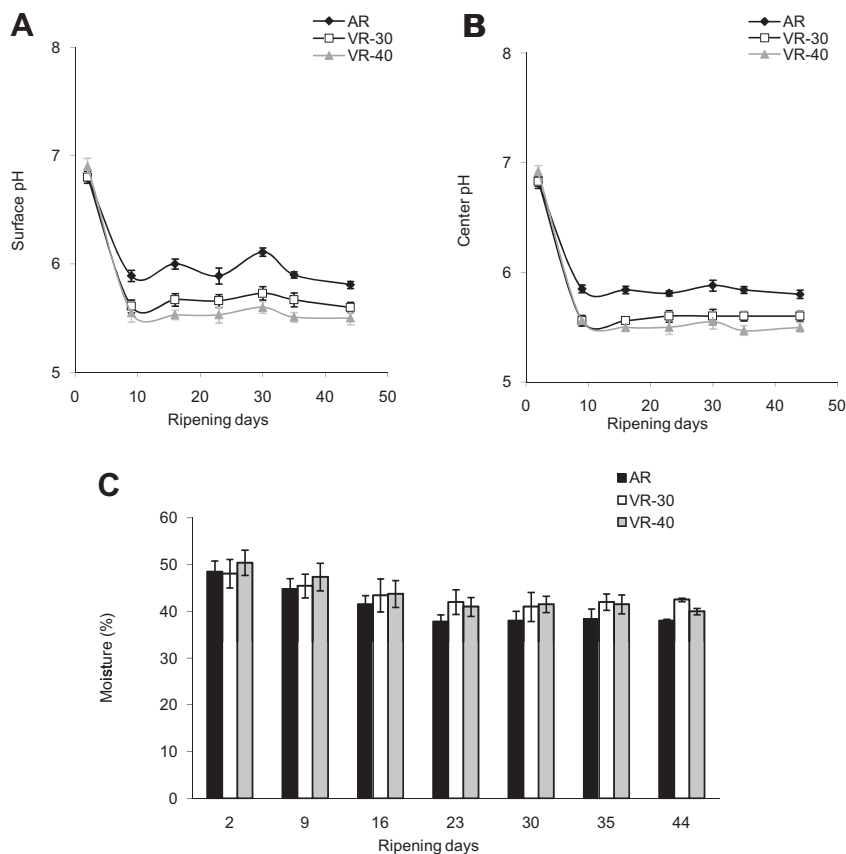 A
AR
VR-30
VR-40
8
7
6
5
Surface pH
0 10 20 30 40 50
Ripening days
B
AR
VR-30
VR-40
8
7
6
5
Center pH
0 10 20 30 40 50
Ripening days
C
AR
VR-30
VR-40
60
50
40
30
20
10
0
Moisture (%)
2 9 16 23 30 35 44
Ripening days